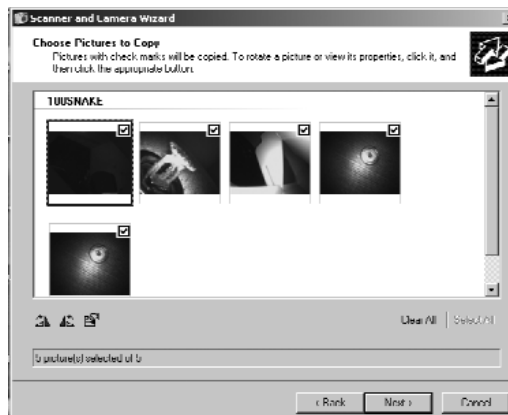 Scanner and Camera Wizard
Choose Pictures to Copy
Pictures with check marks will be copied. To rotate a picture or view its properties, click it, and
then click the appropriate button.
100SNAKE
Clear All
Select All
5 picture(s) selected of 5
< Back
Next >
Cancel